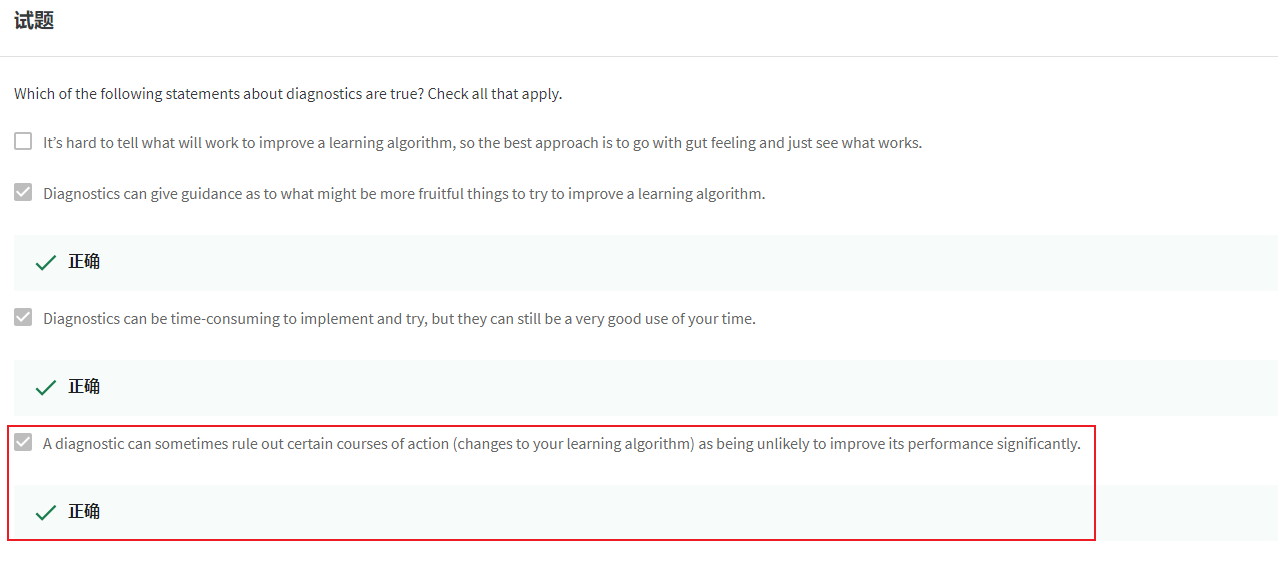 试题
Which of the following statements about diagnostics are true? Check all that apply.
It’s hard to tell what will work to improve a learning algorithm, so the best approach is to go with gut feeling and just see what works.
Diagnostics can give guidance as to what might be more fruitful things to try to improve a learning algorithm.
正确
Diagnostics can be time-consuming to implement and try, but they can still be a very good use of your time.
正确
A diagnostic can sometimes rule out certain courses of action (changes to your learning algorithm) as being unlikely to improve its performance significantly.
正确